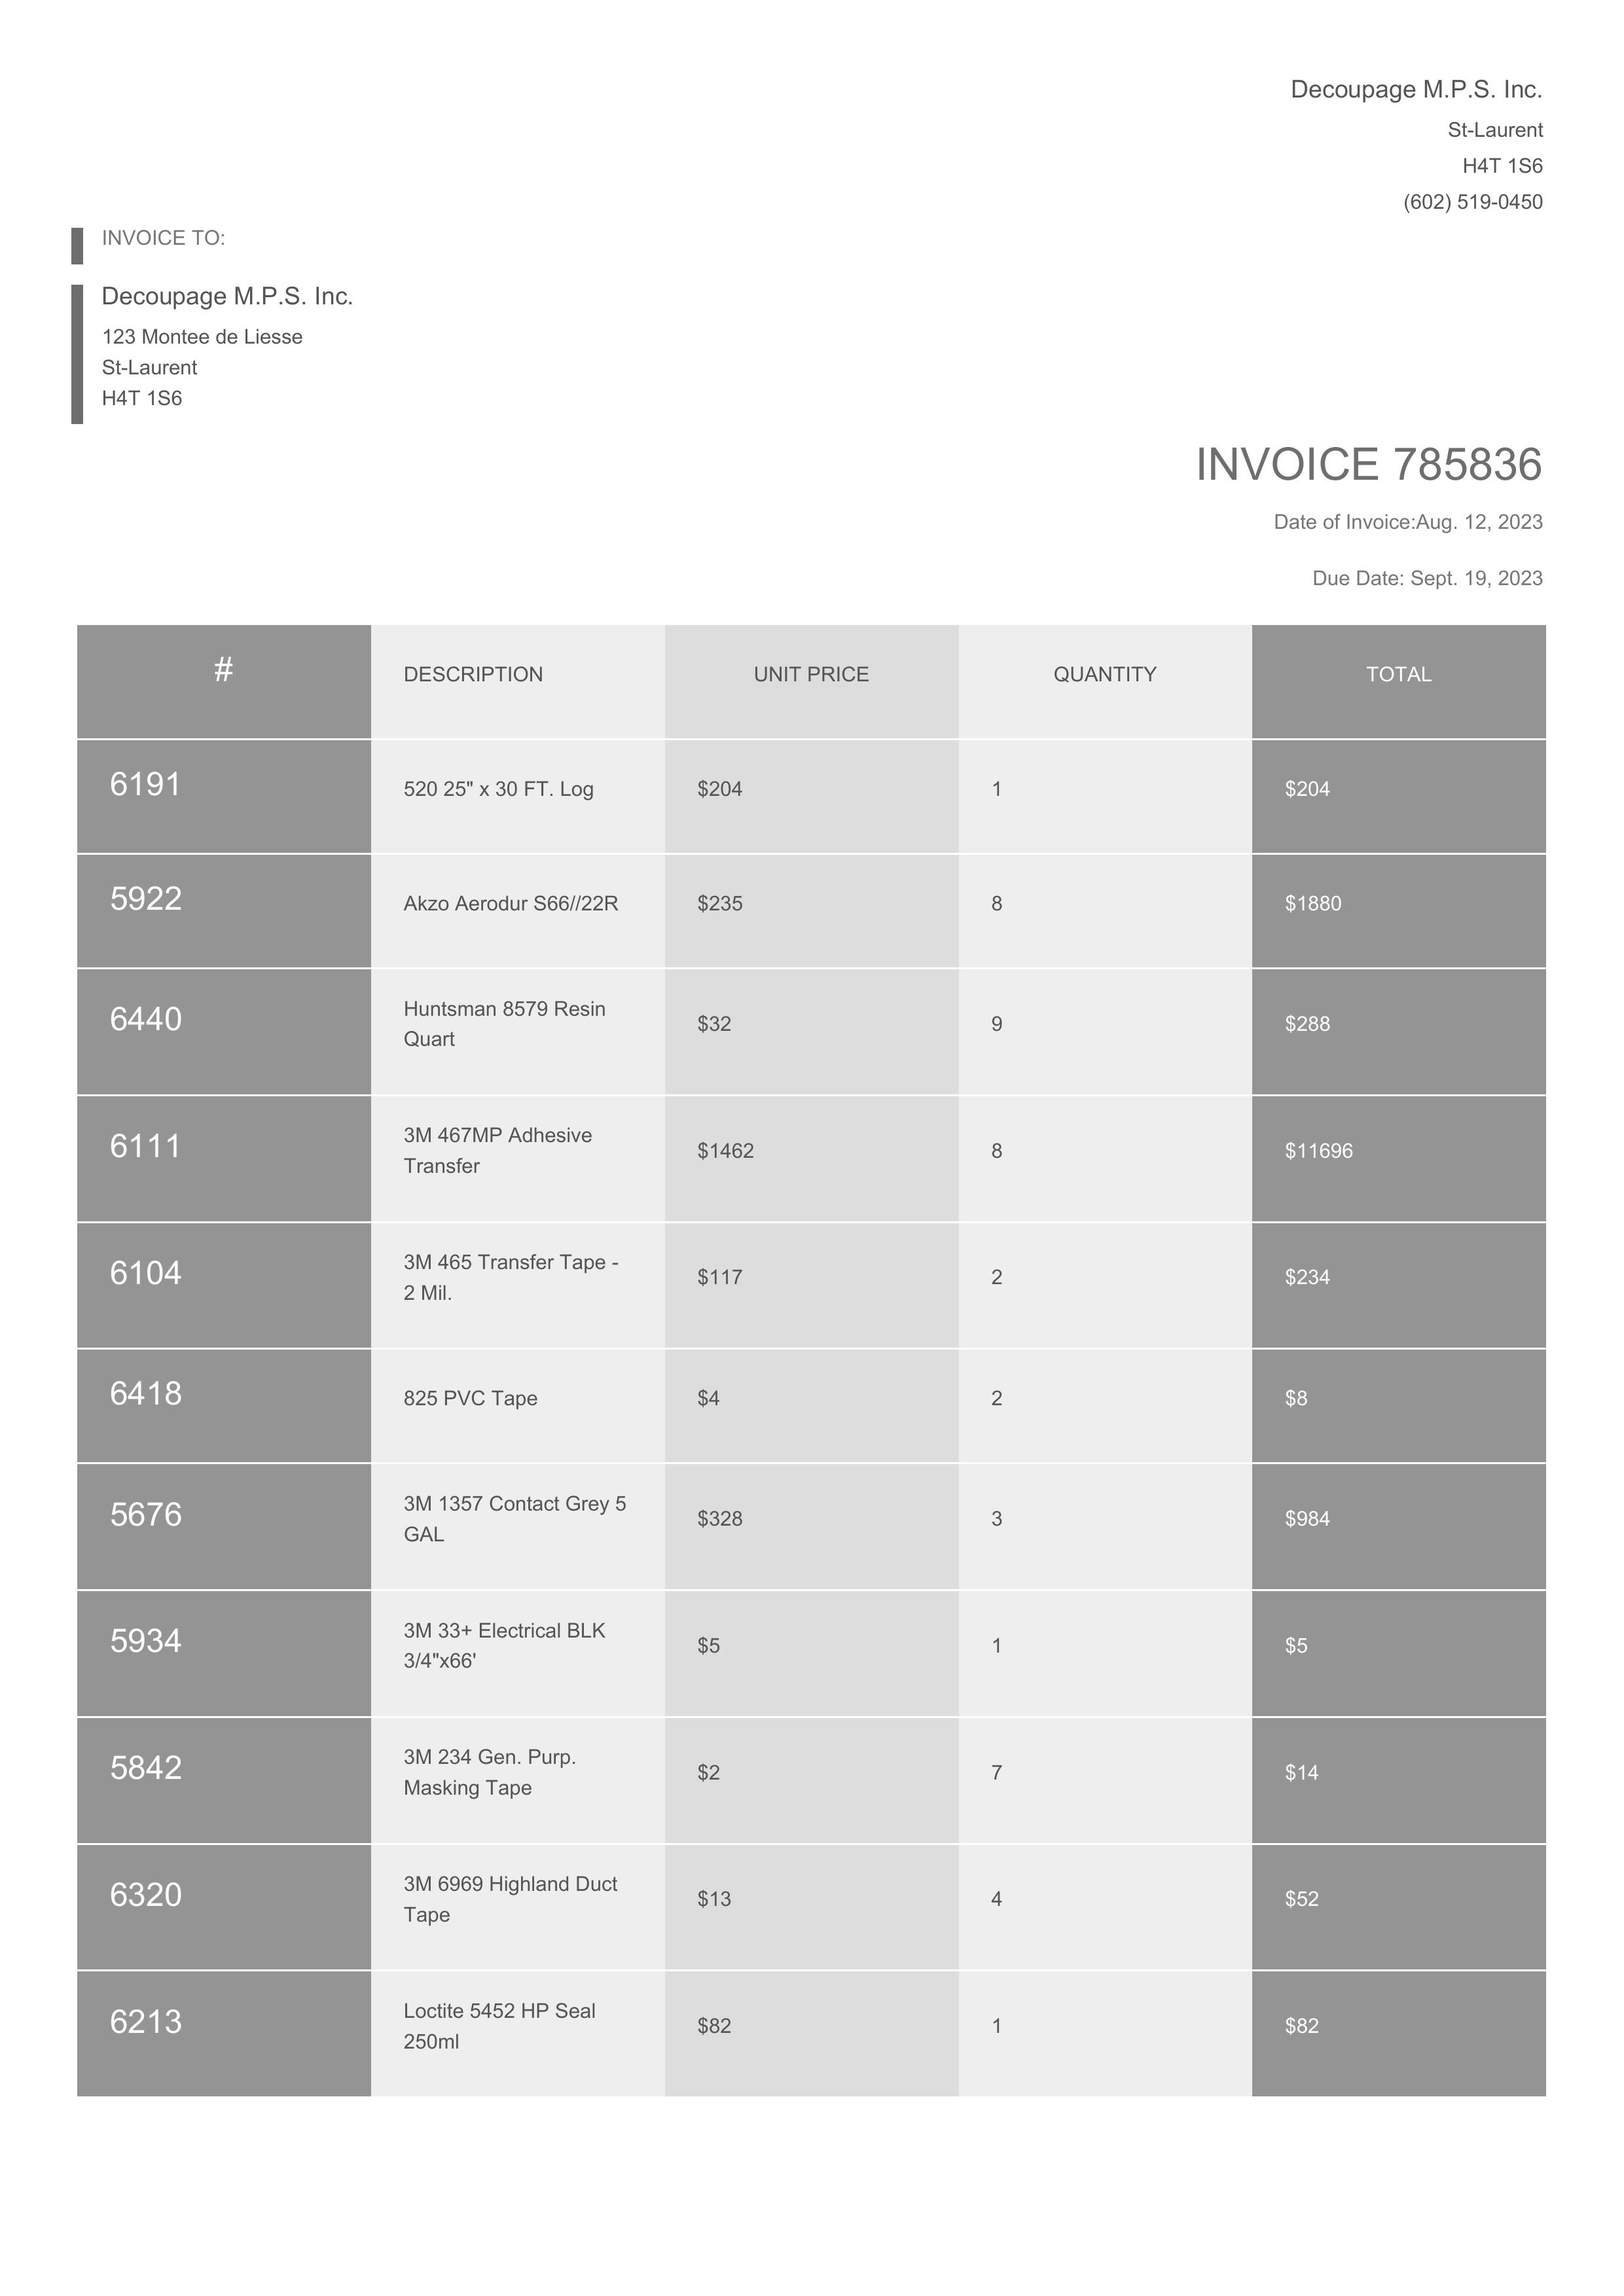 Decoupage M.P.S. Inc.
St-Laurent
H4T 1S6
(602) 519-0450
INVOICE TO:
Decoupage M.P.S. Inc.
123 Montee de Liesse
St-Laurent
H4T 1S6
INVOICE 785836
Date of Invoice:Aug. 12, 2023
Due Date: Sept. 19, 2023
# DESCRIPTION UNIT PRICE QUANTITY TOTAL
6191 520 25" x 30 FT. Log $204 1 $204
5922 Akzo Aerodur S66//22R $235 8 $1880
6440 Huntsman 8579 Resin
Quart $32 9 $288
6111 3M 467MP Adhesive
Transfer $1462 8 $11696
6104 3M 465 Transfer Tape -
2 Mil. $117 2 $234
6418 825 PVC Tape $4 2 $8
5676 3M 1357 Contact Grey 5
GAL $328 3 $984
5934 3M 33+ Electrical BLK
3/4"x66' $5 1 $5
5842 3M 234 Gen. Purp.
Masking Tape $2 7 $14
6320 3M 6969 Highland Duct
Tape $13 4 $52
6213 Loctite 5452 HP Seal
250ml $82 1 $82